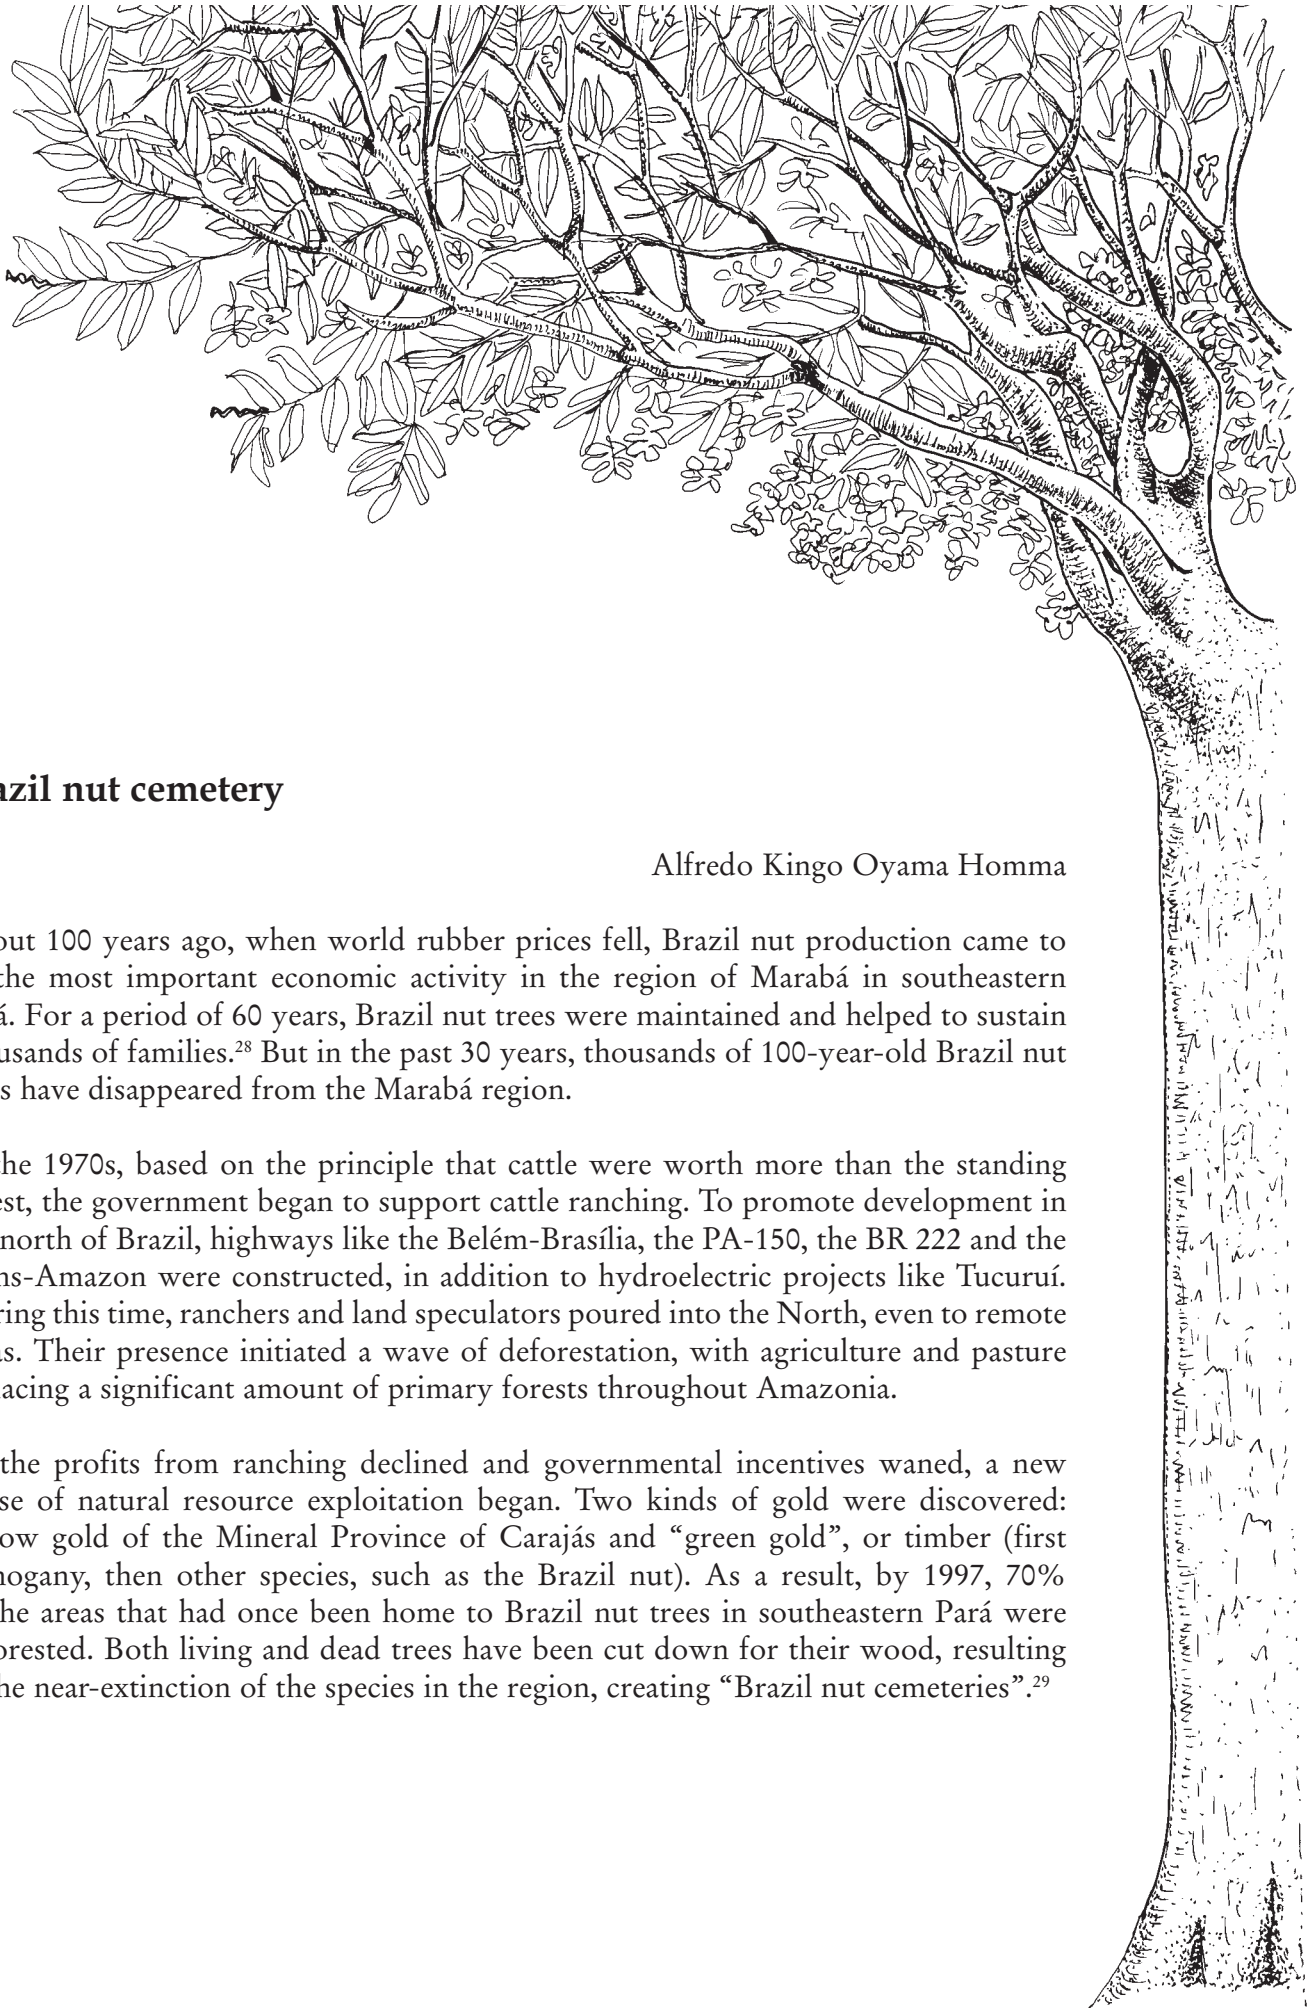 azil nut cemetery
Alfredo Kingo Oyama Homma
out 100 years ago, when world rubber prices fell, Brazil nut production came to
the most important economic activity in the region of Marabá in southeastern
á. For a period of 60 years, Brazil nut trees were maintained and helped to sustain
usands of families.28 But in the past 30 years, thousands of 100-year-old Brazil nut
s have disappeared from the Marabá region.
the 1970s, based on the principle that cattle were worth more than the standing
est, the government began to support cattle ranching. To promote development in
north of Brazil, highways like the Belém-Brasília, the PA-150, the BR 222 and the
ns-Amazon were constructed, in addition to hydroelectric projects like Tucuruí.
ring this time, ranchers and land speculators poured into the North, even to remote
as. Their presence initiated a wave of deforestation, with agriculture and pasture
lacing a significant amount of primary forests throughout Amazonia.
the profits from ranching declined and governmental incentives waned, a new
se of natural resource exploitation began. Two kinds of gold were discovered:
ow gold of the Mineral Province of Carajás and “green gold”, or timber (first
hogany, then other species, such as the Brazil nut). As a result, by 1997, 70%
he areas that had once been home to Brazil nut trees in southeastern Pará were
orested. Both living and dead trees have been cut down for their wood, resulting
he near-extinction of the species in the region, creating “Brazil nut cemeteries”.29